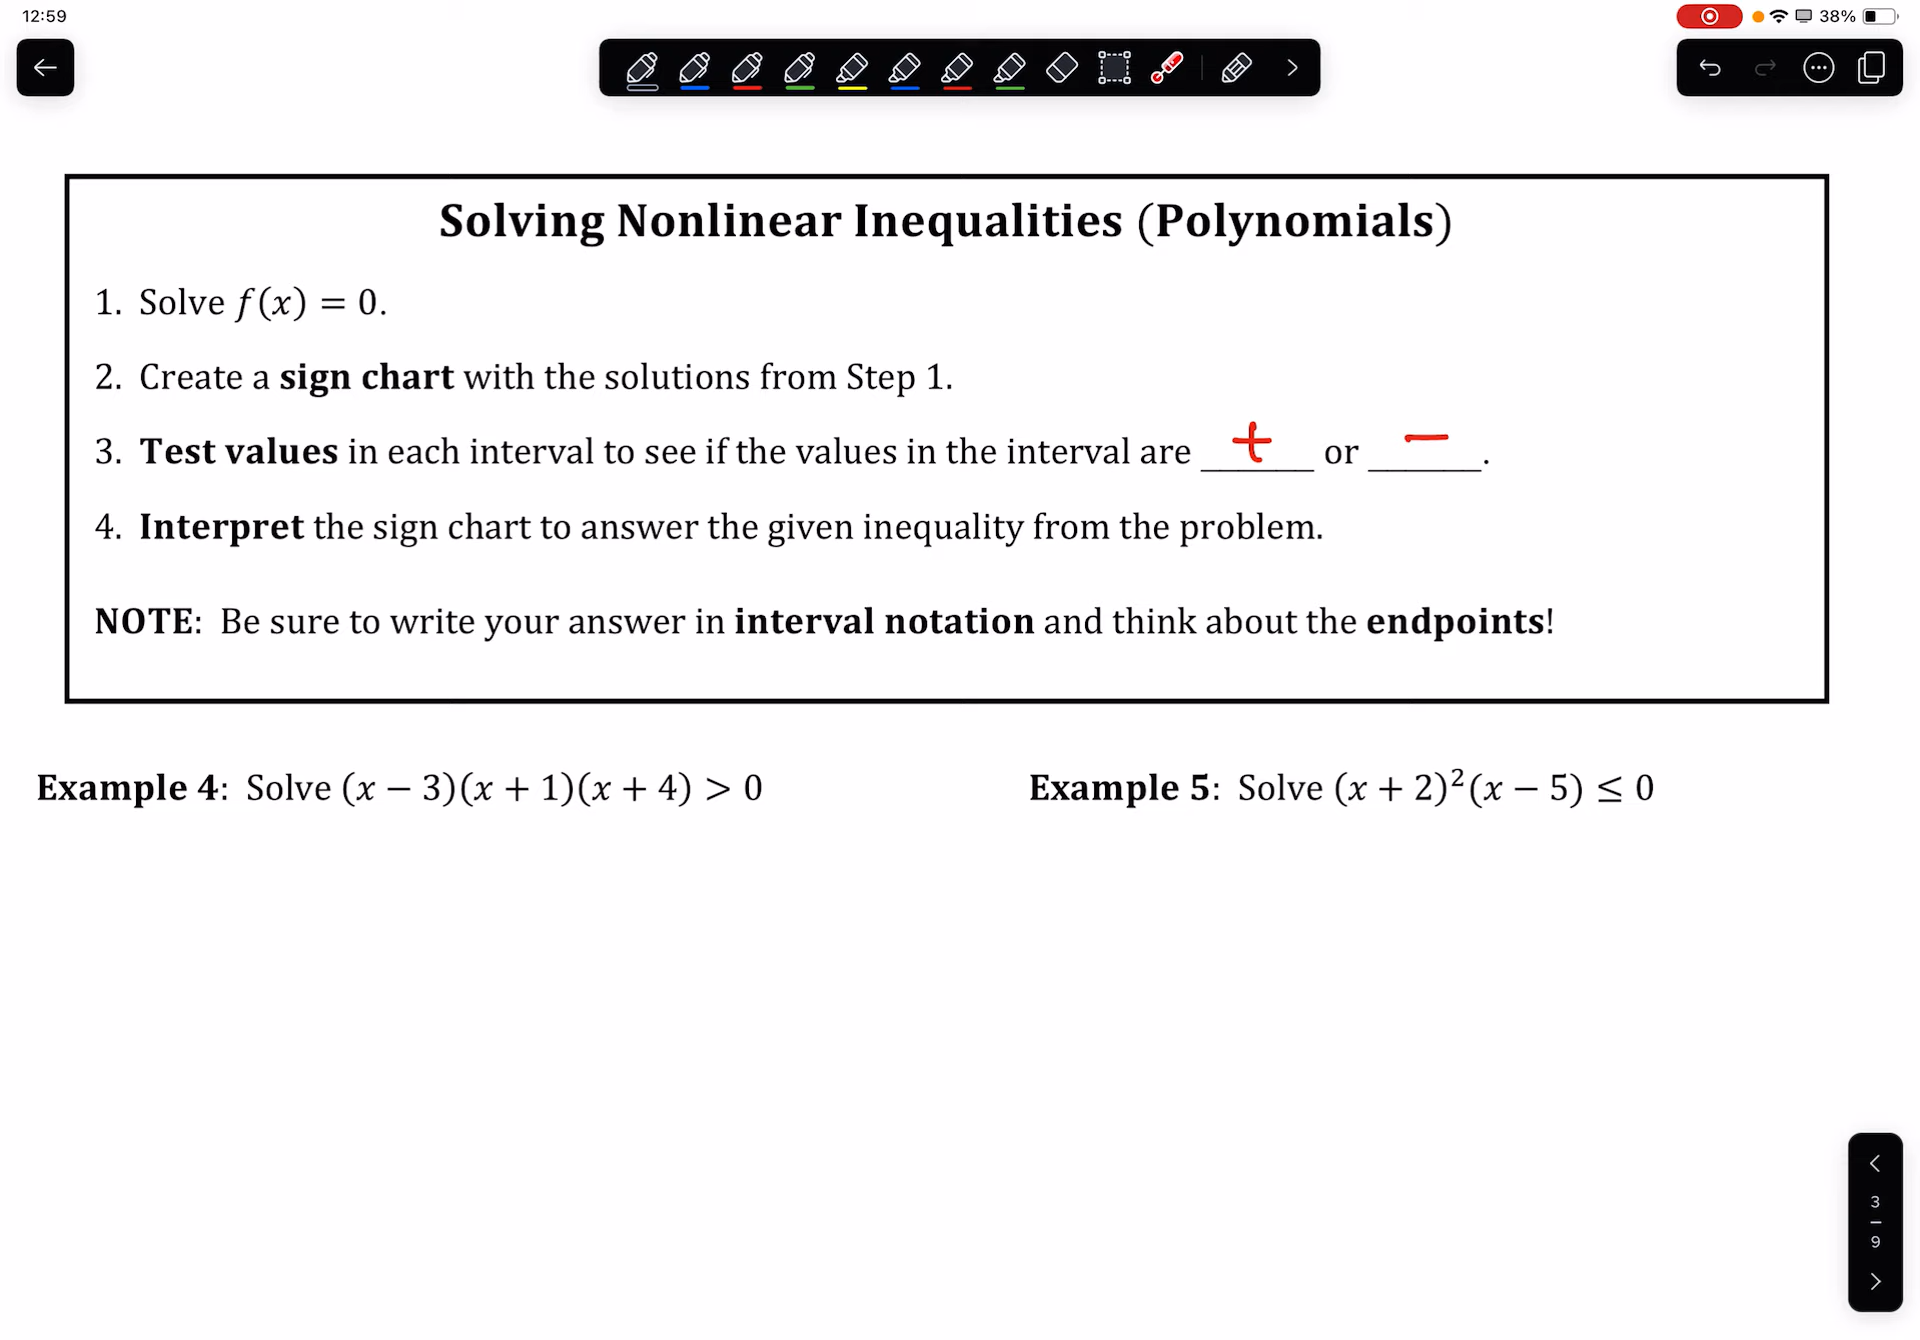 12:59
38%
Solving Nonlinear Inequalities (Polynomials)
1. Solve f(x) = 0.
2. Create a sign chart with the solutions from Step 1.
3. Test values in each interval to see if the values in the interval are __+__ or __−__.
4. Interpret the sign chart to answer the given inequality from the problem.
NOTE: Be sure to write your answer in interval notation and think about the endpoints!
Example 4: Solve (x − 3)(x + 1)(x + 4) > 0
Example 5: Solve (x + 2)²(x − 5) ≤ 0
3
9